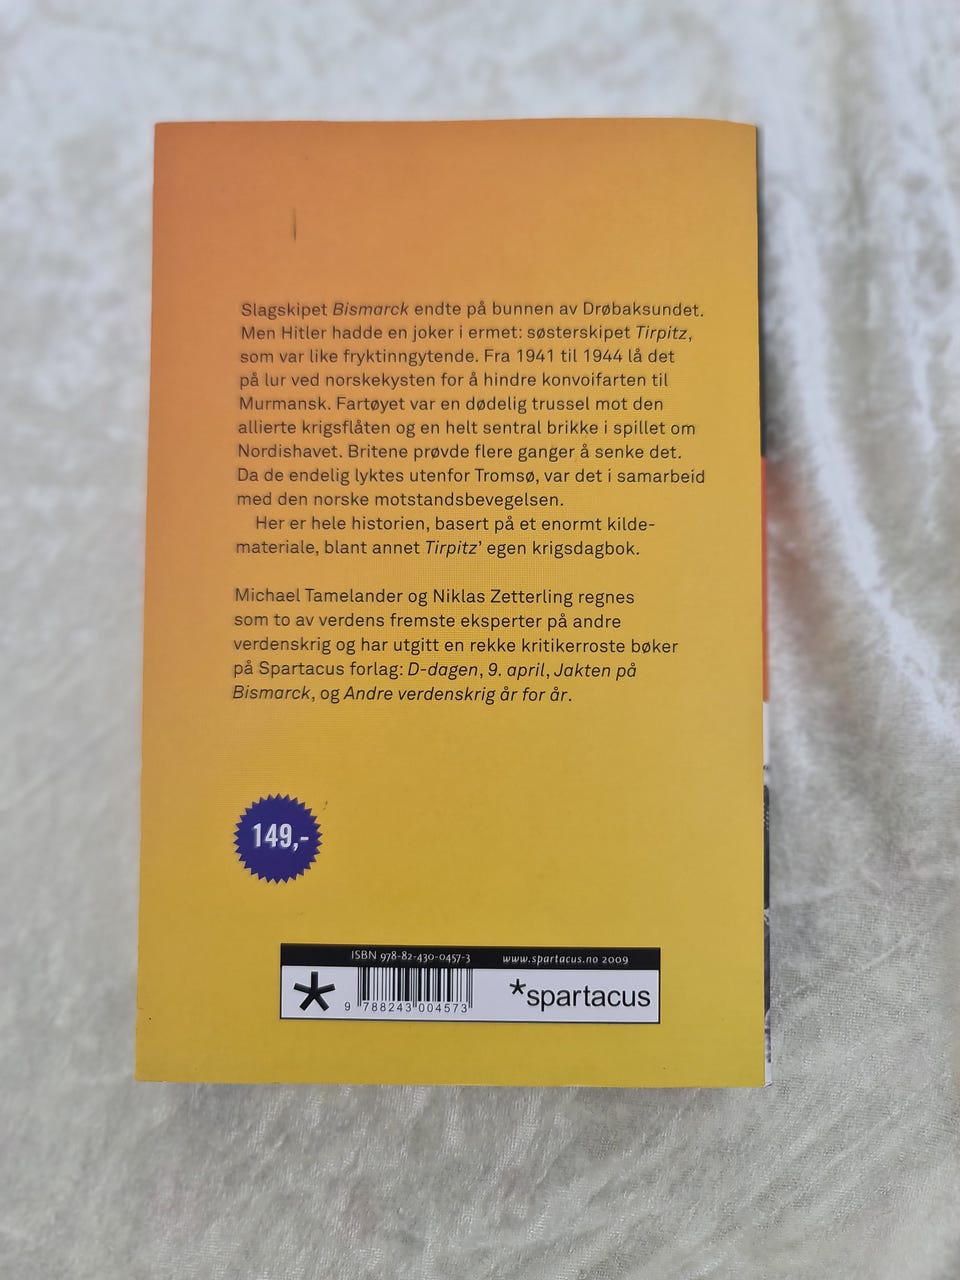 Slagskipet Bismarck endte på bunnen av Drøbaksundet.
Men Hitler hadde en joker i ermet: søsterskipet Tirpitz,
som var like fryktinngytende. Fra 1941 til 1944 lå det
på lur ved norskekysten for å hindre konvoifarten til
Murmansk. Fartøyet var en dødelig trussel mot den
allierte krigsflåten og en helt sentral brikke i spillet om
Nordishavet. Britene prøvde flere ganger å senke det.
Da de endelig lyktes utenfor Tromsø, var det i samarbeid
med den norske motstandsbevegelsen.
Her er hele historien, basert på et enormt kilde-
materiale, blant annet Tirpitz’ egen krigsdagbok.
Michael Tamelander og Niklas Zetterling regnes
som to av verdens fremste eksperter på andre
verdenskrig og har utgitt en rekke kritikerroste bøker
på Spartacus forlag: D-dagen, 9. april, Jakten på
Bismarck, og Andre verdenskrig år for år.
149,-
ISBN 978-82-430-0457-3 www.spartacus.no 2009
9 788243 004573
*spartacus